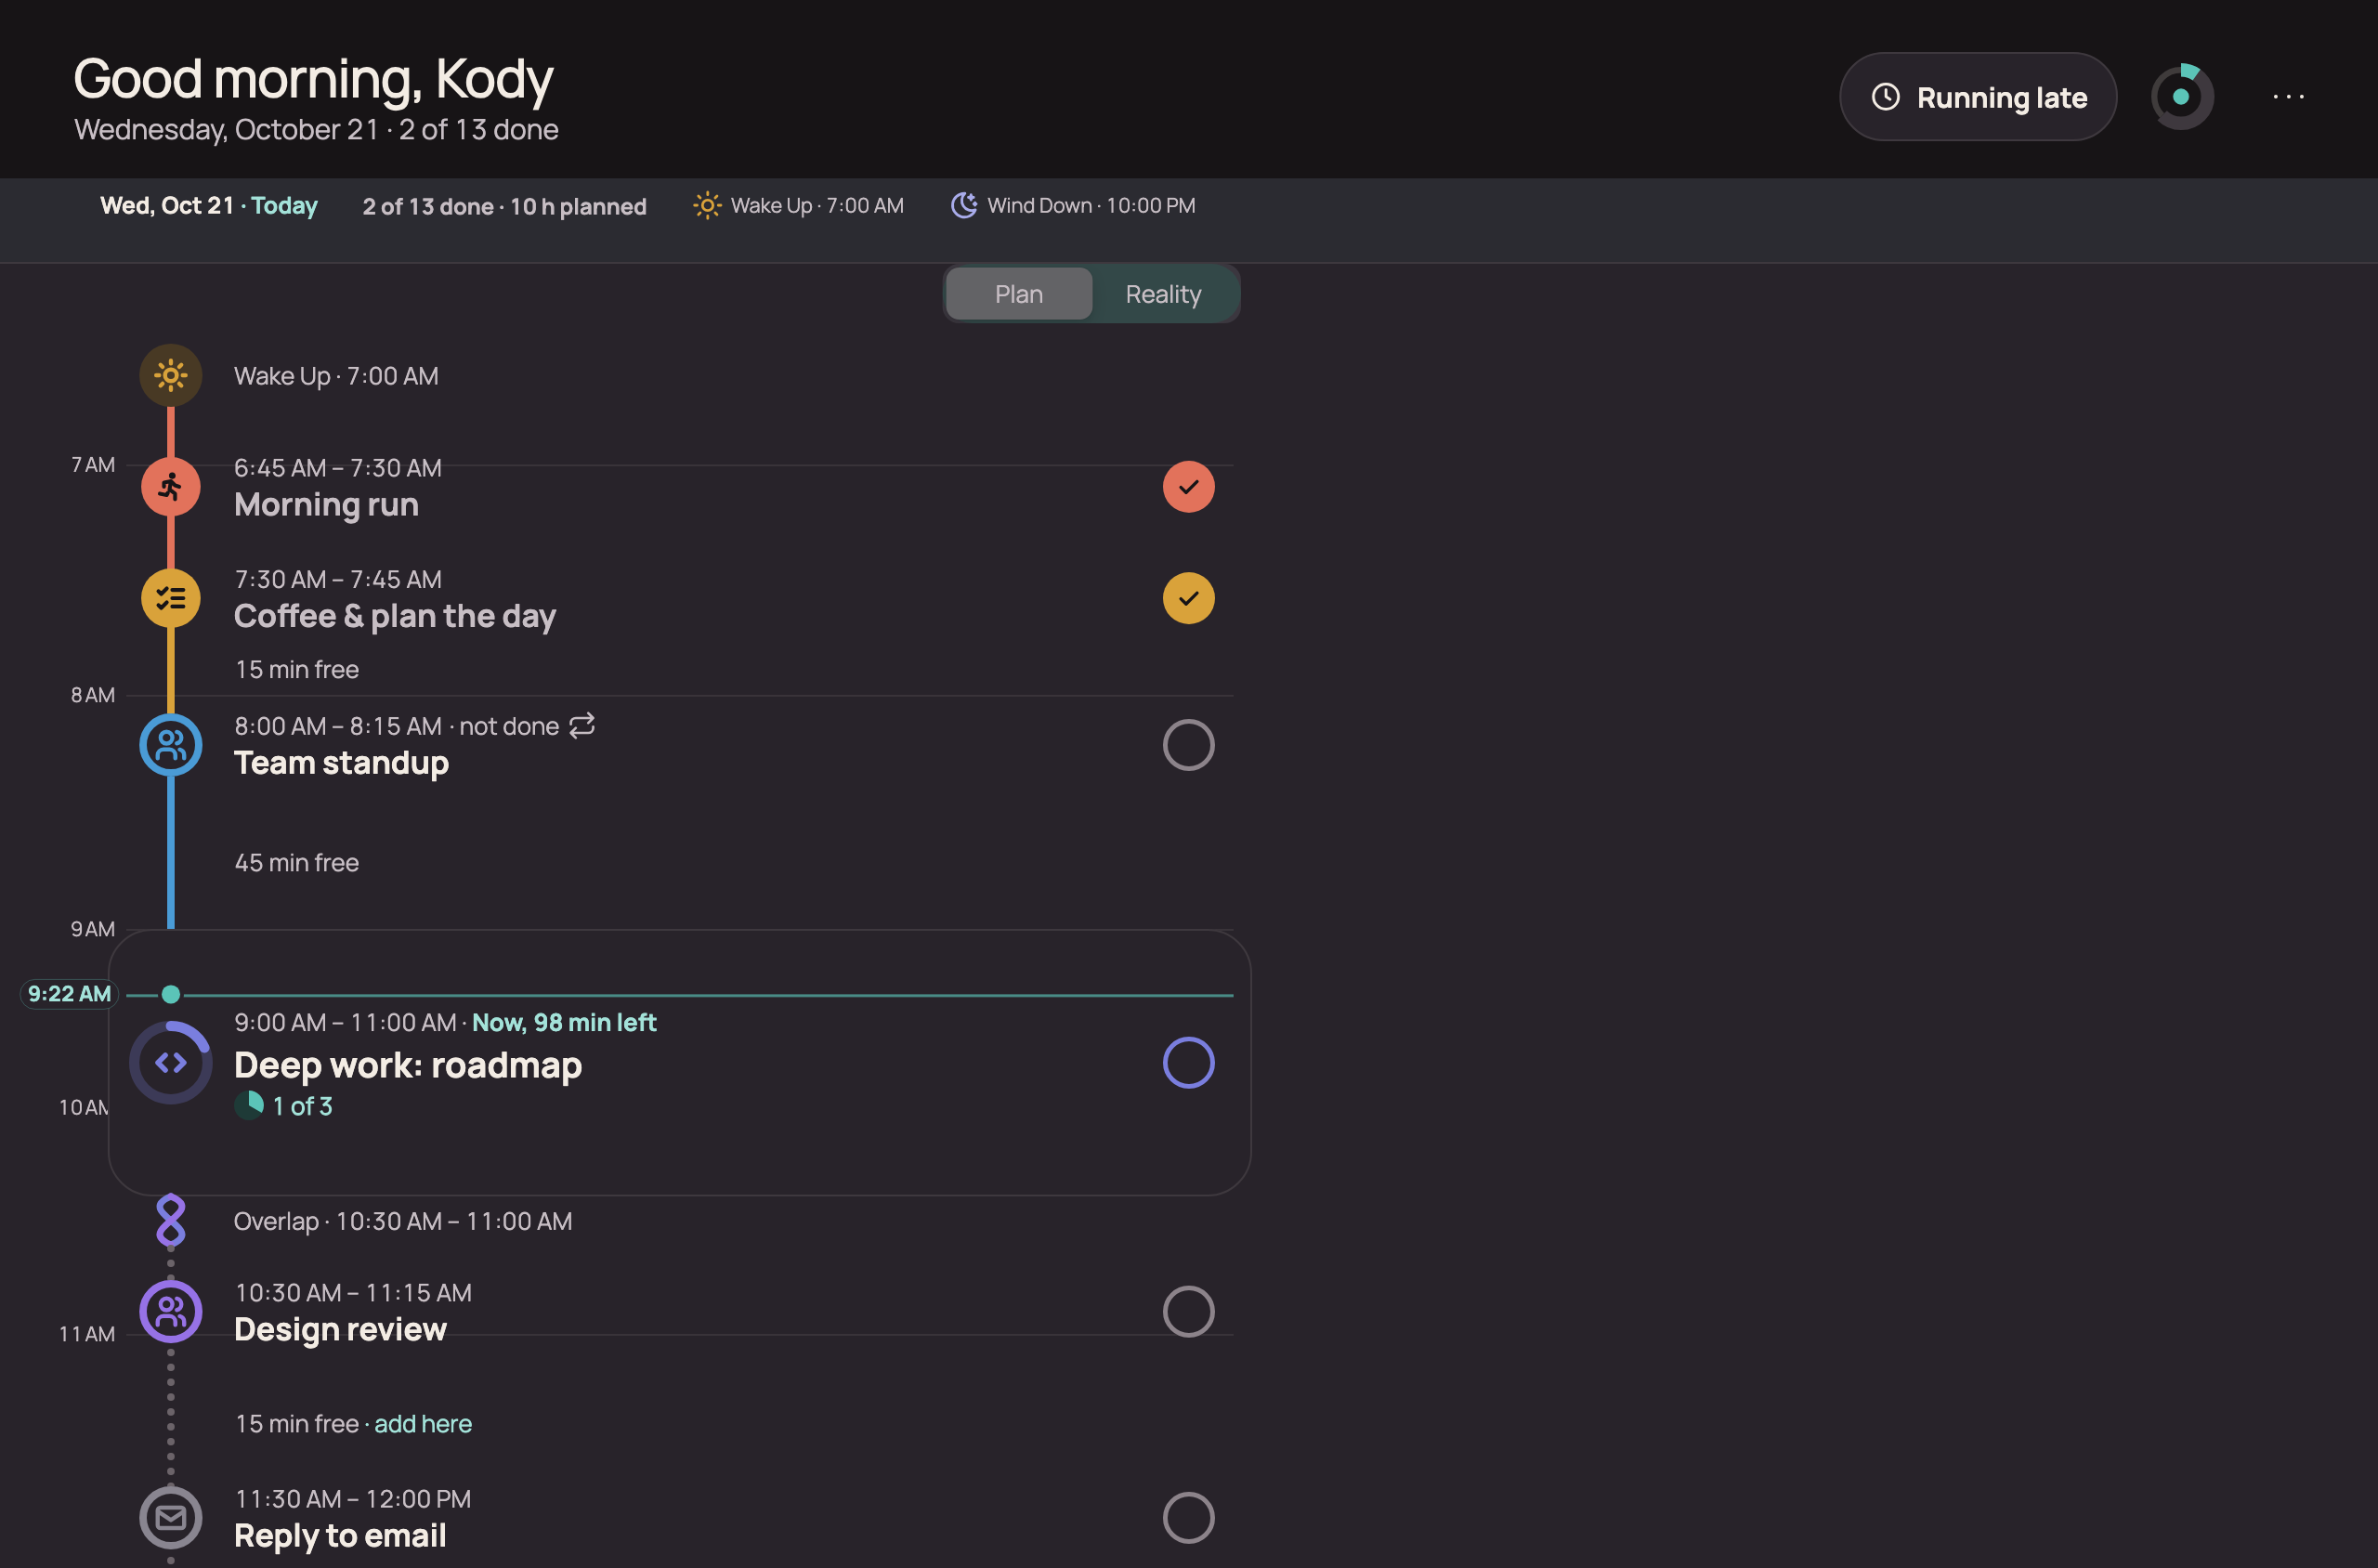 Good morning, Kody
Wednesday, October 21 · 2 of 13 done
Running late
Wed, Oct 21 · Today
2 of 13 done · 10 h planned
Wake Up · 7:00 AM
Wind Down · 10:00 PM
Plan
Reality
Wake Up · 7:00 AM
7 AM
6:45 AM – 7:30 AM
Morning run
7:30 AM – 7:45 AM
Coffee & plan the day
15 min free
8 AM
8:00 AM – 8:15 AM · not done
Team standup
45 min free
9 AM
9:22 AM
9:00 AM – 11:00 AM · Now, 98 min left
Deep work: roadmap
10 AM
1 of 3
Overlap · 10:30 AM – 11:00 AM
10:30 AM – 11:15 AM
Design review
11 AM
15 min free · add here
11:30 AM – 12:00 PM
Reply to email